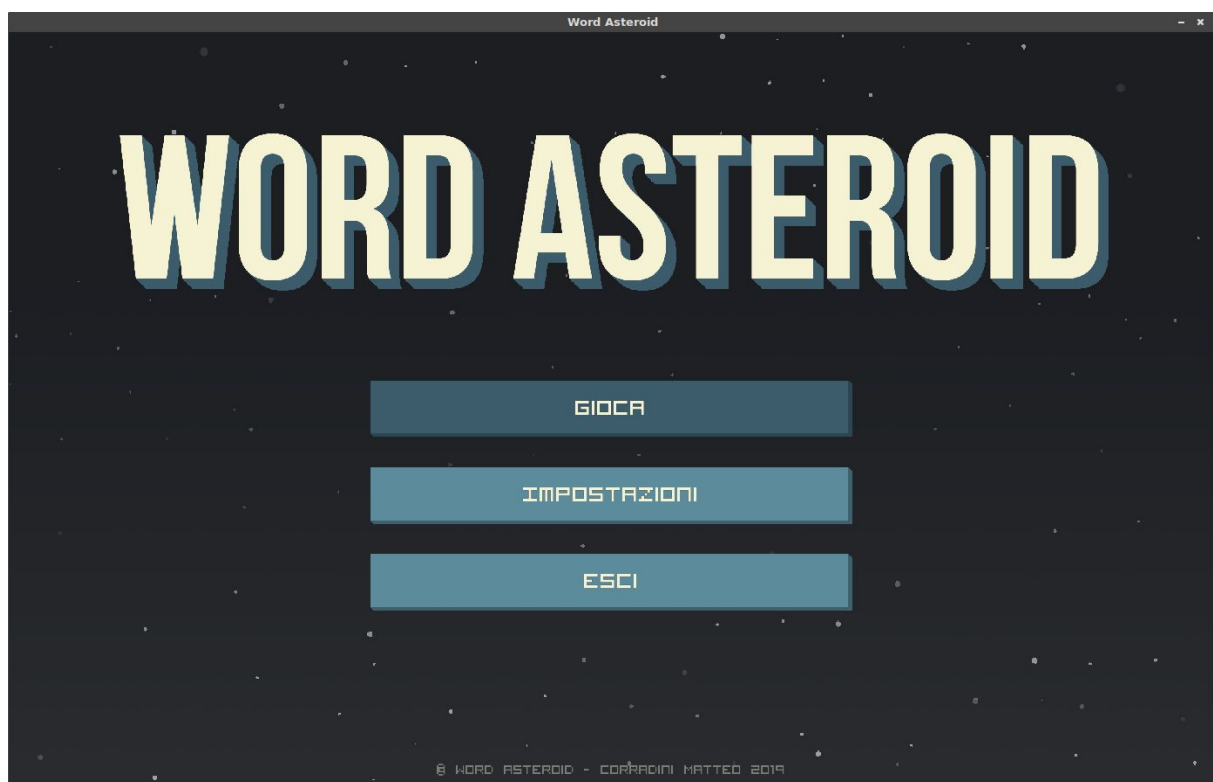 Word Asteroid
WORD ASTEROID
GIOCA
IMPOSTAZIONI
ESCI
© WORD ASTEROID - CORRADINI MATTEO 2019